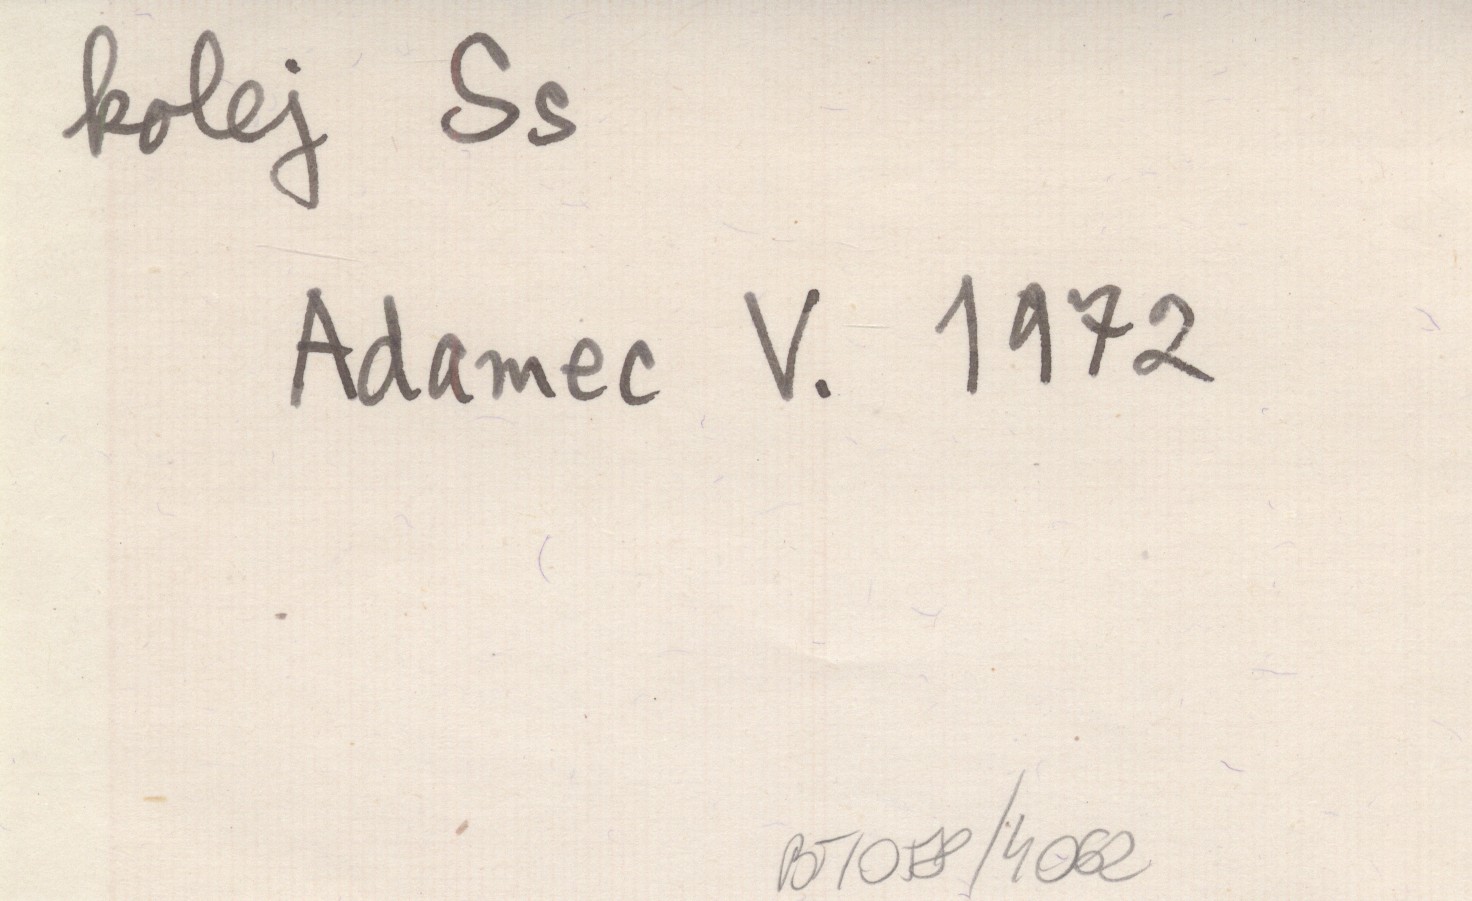 kolej Ss
Adamec V. 1972